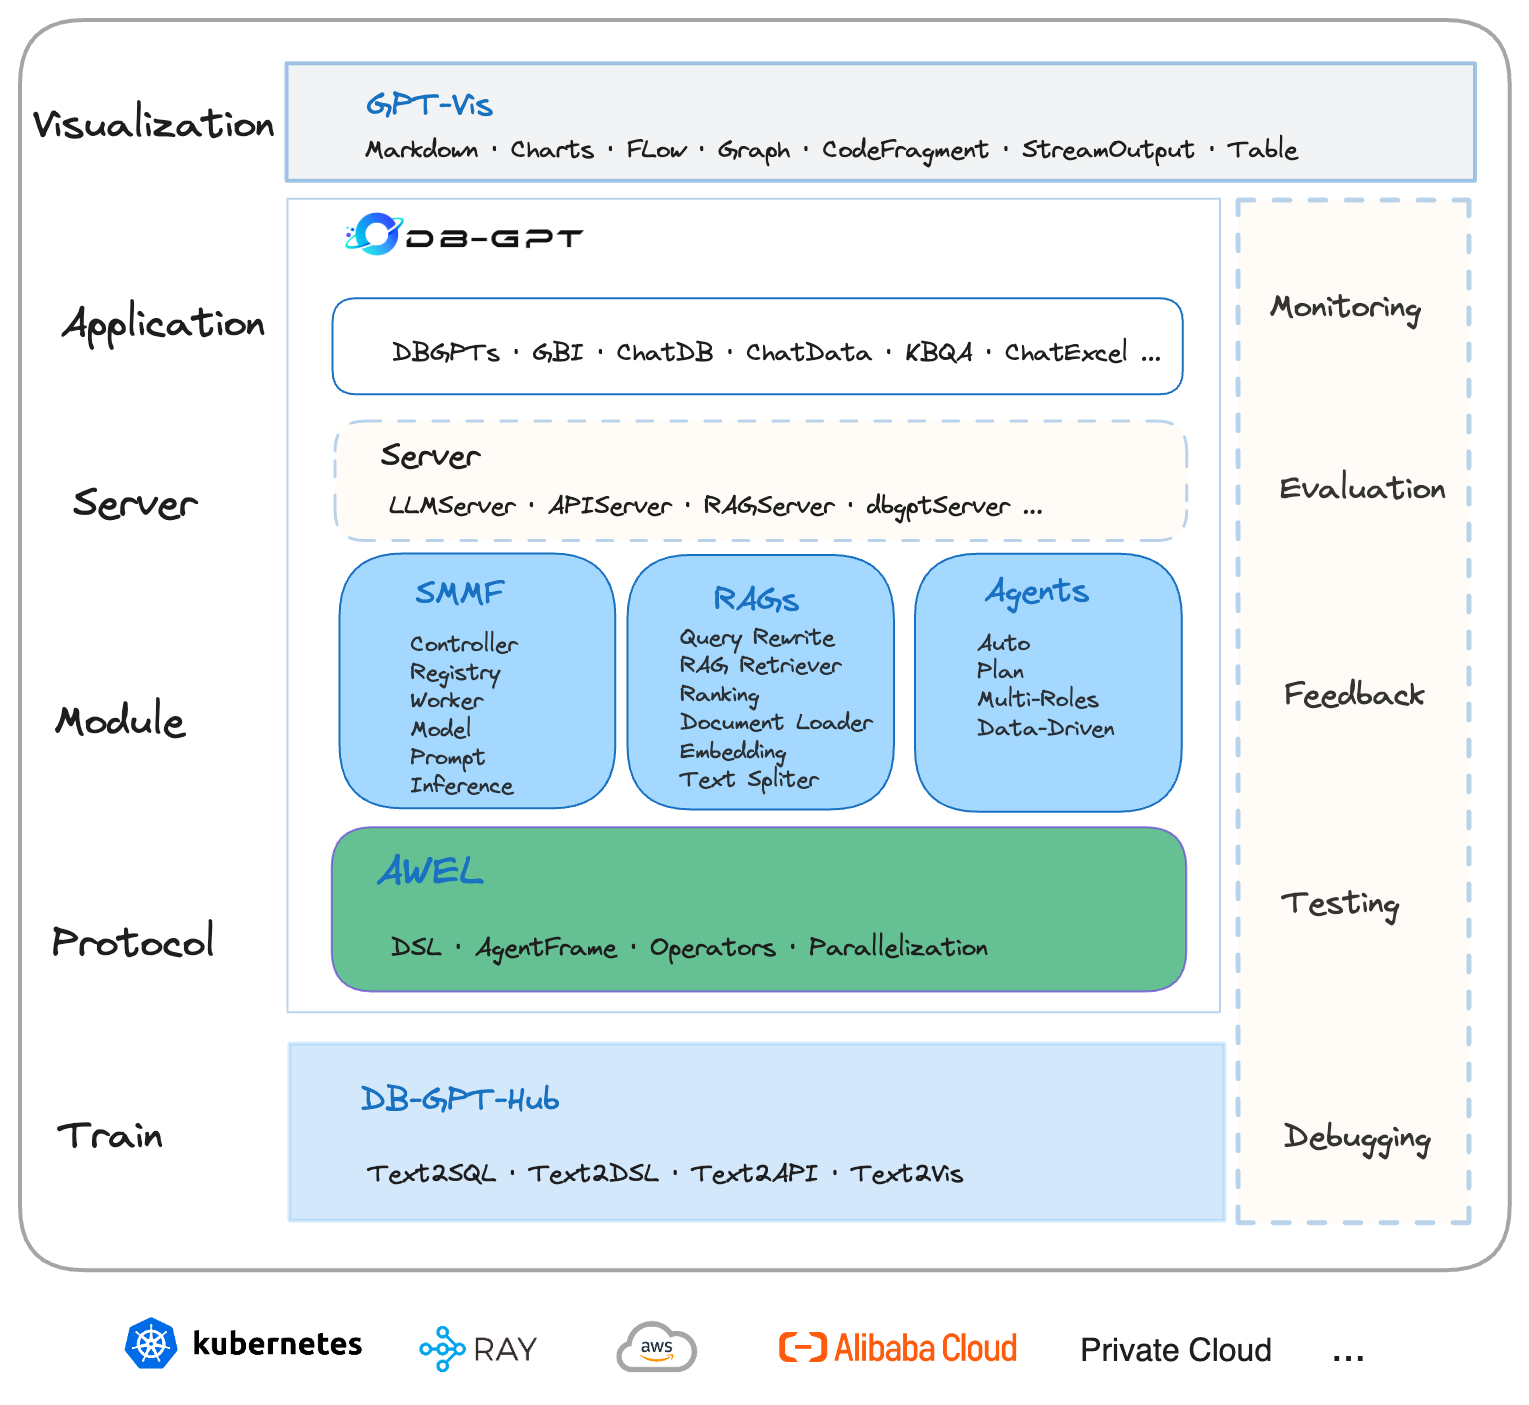 Visualization
GPT-Vis
Markdown · Charts · FLow · Graph · CodeFragment · StreamOutput · Table
DB-GPT
Application
DBGPTs · GBI · ChatDB · ChatData · KBQA · ChatExcel ...
Server
Server
LLMServer · APIServer · RAGServer · dbgptServer ...
Module
SMMF
Controller
Registry
Worker
Model
Prompt
Inference
RAGs
Query Rewrite
RAG Retriever
Ranking
Document Loader
Embedding
Text Spliter
Agents
Auto
Plan
Multi-Roles
Data-Driven
Protocol
AWEL
DSL · AgentFrame · Operators · Parallelization
Train
DB-GPT-Hub
Text2SQL · Text2DSL · Text2API · Text2Vis
Monitoring
Evaluation
Feedback
Testing
Debugging
kubernetes
RAY
aws
Alibaba Cloud
Private Cloud
...